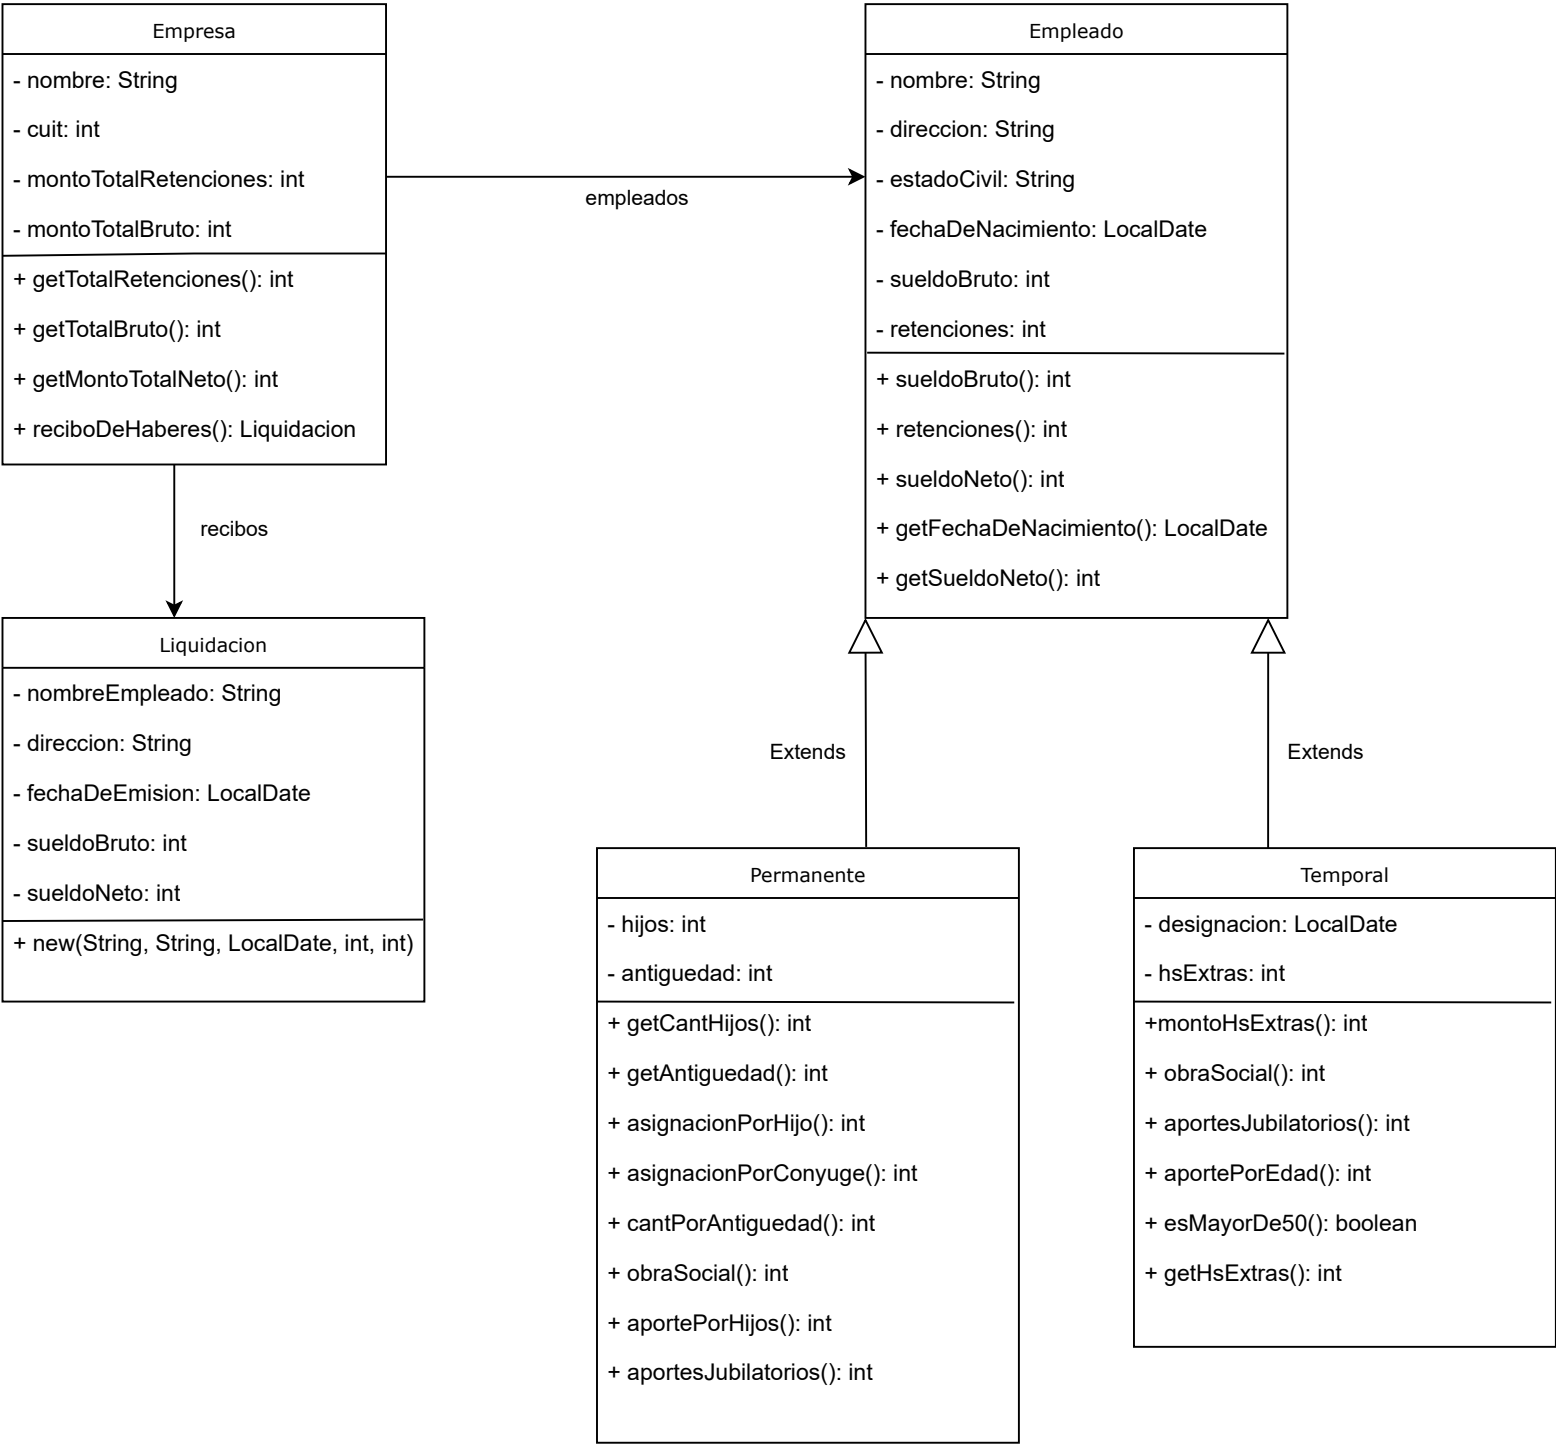 Empresa
- nombre: String
- cuit: int
- montoTotalRetenciones: int
- montoTotalBruto: int
+ getTotalRetenciones(): int
+ getTotalBruto(): int
+ getMontoTotalNeto(): int
+ reciboDeHaberes(): Liquidacion
empleados
Empleado
- nombre: String
- direccion: String
- estadoCivil: String
- fechaDeNacimiento: LocalDate
- sueldoBruto: int
- retenciones: int
+ sueldoBruto(): int
+ retenciones(): int
+ sueldoNeto(): int
+ getFechaDeNacimiento(): LocalDate
+ getSueldoNeto(): int
recibos
Liquidacion
- nombreEmpleado: String
- direccion: String
- fechaDeEmision: LocalDate
- sueldoBruto: int
- sueldoNeto: int
+ new(String, String, LocalDate, int, int)
Extends
Extends
Permanente
- hijos: int
- antiguedad: int
+ getCantHijos(): int
+ getAntiguedad(): int
+ asignacionPorHijo(): int
+ asignacionPorConyuge(): int
+ cantPorAntiguedad(): int
+ obraSocial(): int
+ aportePorHijos(): int
+ aportesJubilatorios(): int
Temporal
- designacion: LocalDate
- hsExtras: int
+montoHsExtras(): int
+ obraSocial(): int
+ aportesJubilatorios(): int
+ aportePorEdad(): int
+ esMayorDe50(): boolean
+ getHsExtras(): int